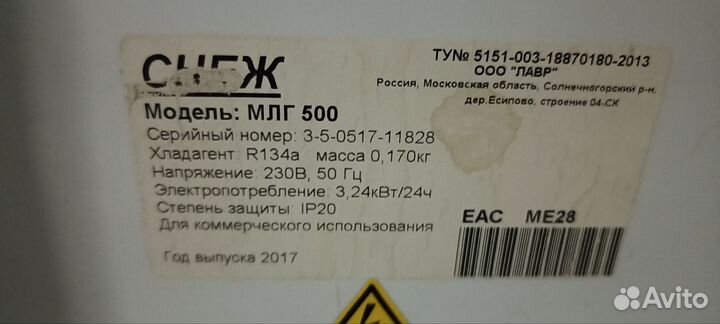 СНЕЖ
Модель: МЛГ 500
Серийный номер: 3-5-0517-11828
Хладагент: R134a масса 0,170кг
Напряжение: 230В, 50 Гц
Электропотребление: 3,24кВт/24ч
Степень защиты: IP20
Для коммерческого использования
Год выпуска 2017
ТУ№ 5151-003-18870180-2013
ООО "ЛАВР"
Россия, Московская область, Солнечногорский р-н,
дер.Есипово, строение 04-СК
EAC ME28
Avito